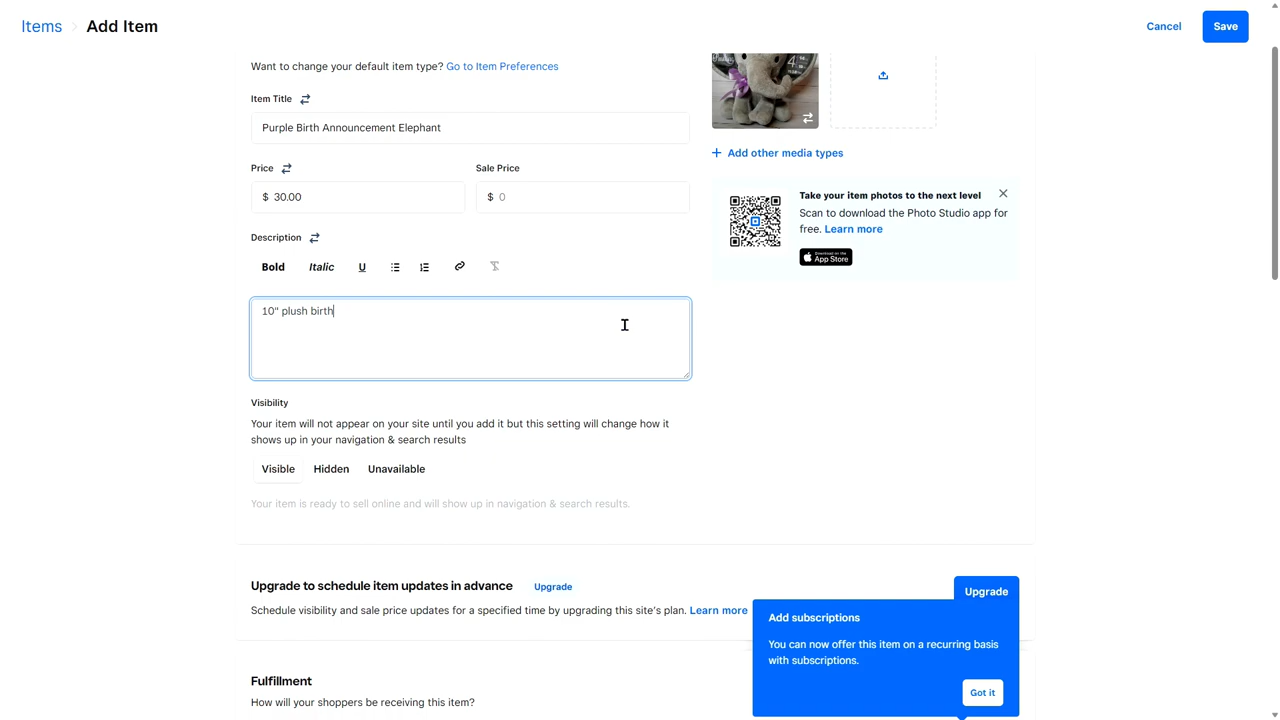 Items
Add Item
Cancel
Save
Want to change your default item type? Go to Item Preferences
Item Title
Purple Birth Announcement Elephant
Price
Sale Price
$ 30.00
$ 0
Add other media types
Take your item photos to the next level
Scan to download the Photo Studio app for
free. Learn more
Download on the
App Store
Description
Bold Italic U
10" plush birth
Visibility
Your item will not appear on your site until you add it but this setting will change how it
shows up in your navigation & search results
Visible Hidden Unavailable
Your item is ready to sell online and will show up in navigation & search results.
Upgrade to schedule item updates in advance Upgrade
Schedule visibility and sale price updates for a specified time by upgrading this site's plan. Learn more
Upgrade
Add subscriptions
You can now offer this item on a recurring basis
with subscriptions.
Got it
Fulfillment
How will your shoppers be receiving this item?